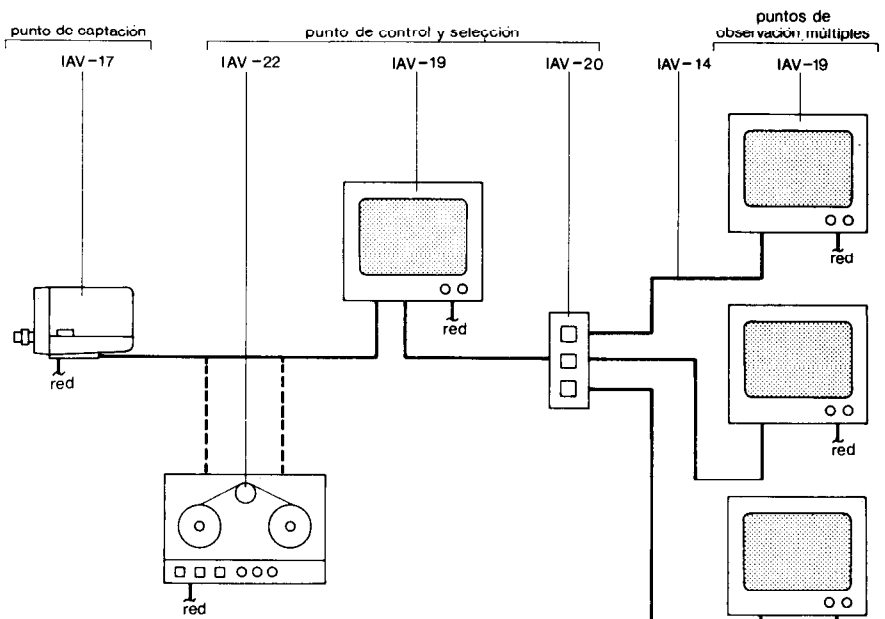 punto de captación
punto de control y selección
puntos de
observación múltiples
IAV-17
IAV-22
IAV-19
IAV-20
IAV-14
IAV-19
red
red
red
red
red